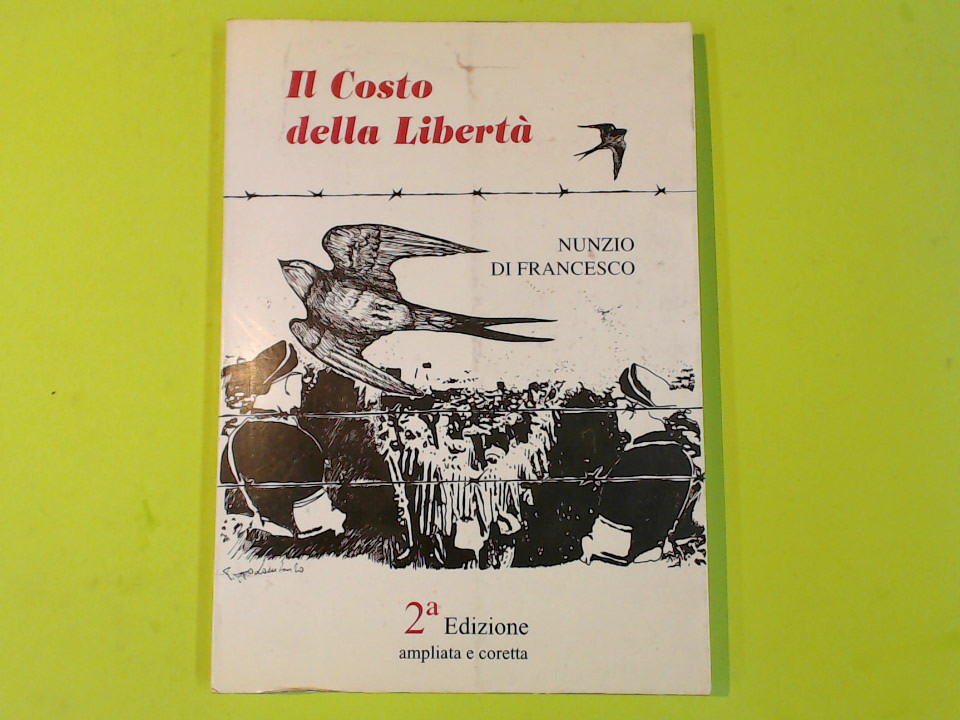 Il Costo
della Libertà
NUNZIO
DI FRANCESCO
2ª Edizione
ampliata e coretta